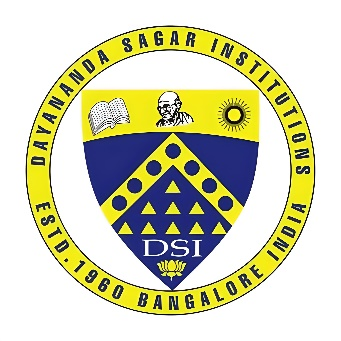 DAYANANDA SAGAR INSTITUTIONS
ESTD. 1960 BANGALORE INDIA
DSI